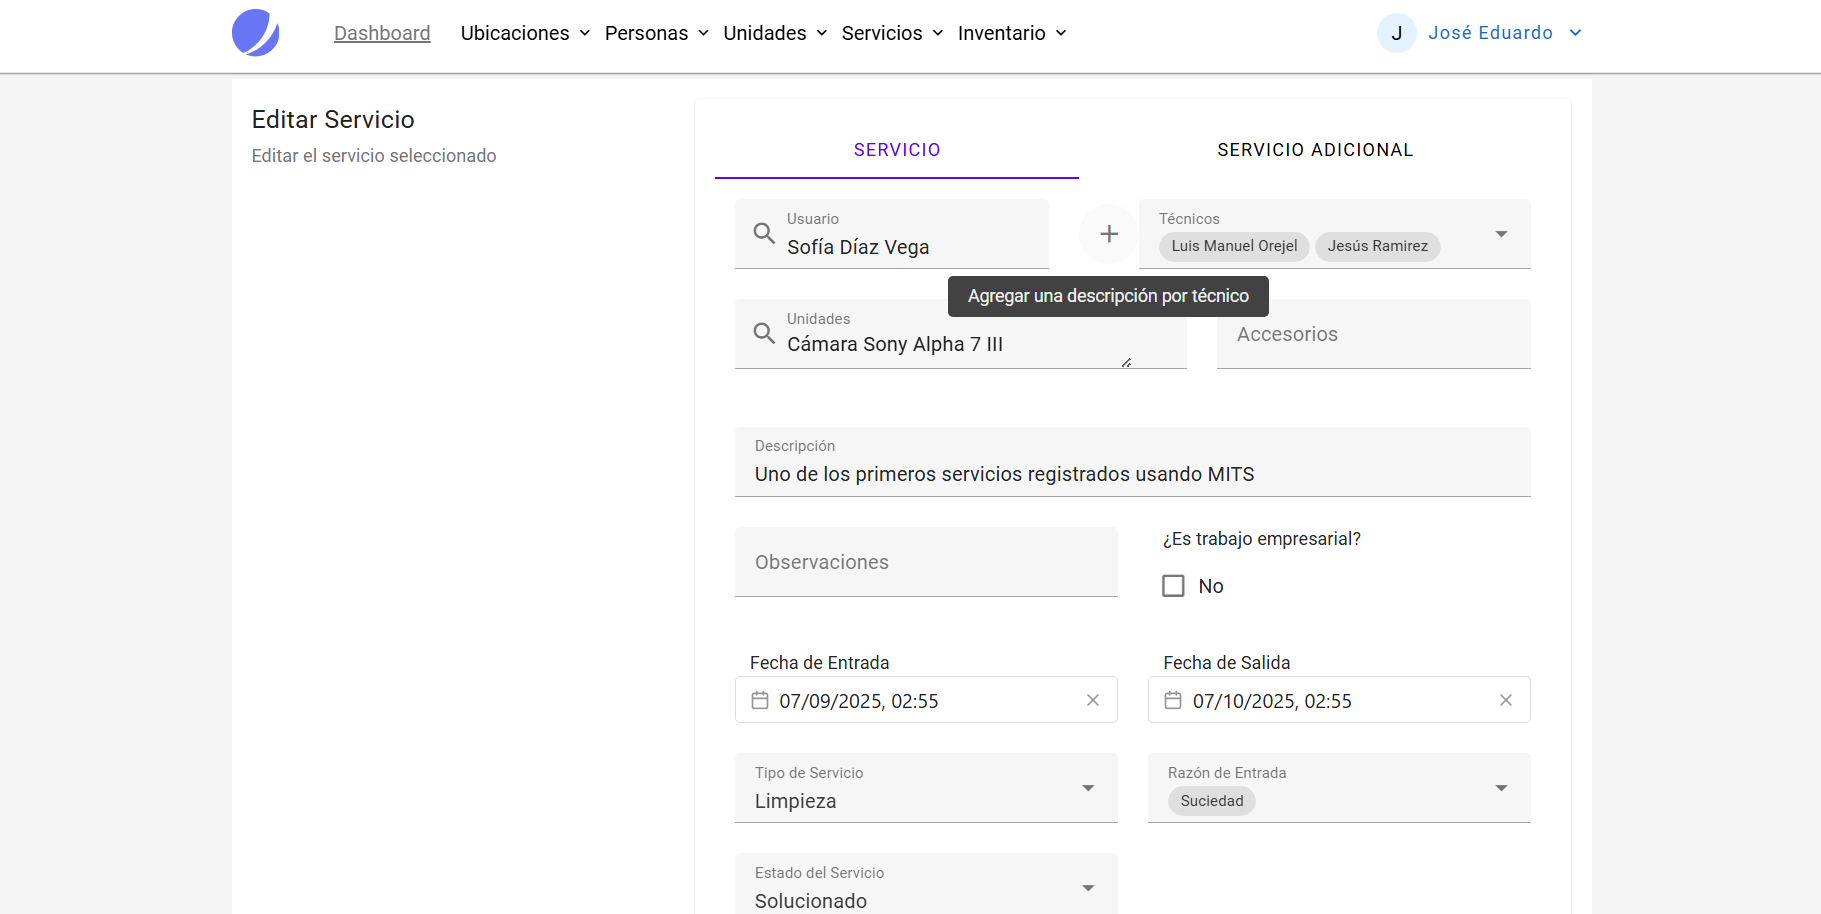 Dashboard Ubicaciones Personas Unidades Servicios Inventario J José Eduardo
Editar Servicio
Editar el servicio seleccionado
SERVICIO SERVICIO ADICIONAL
Usuario
Sofía Díaz Vega
Técnicos
Luis Manuel Orejel Jesús Ramirez
Agregar una descripción por técnico
Unidades
Cámara Sony Alpha 7 III
Accesorios
Descripción
Uno de los primeros servicios registrados usando MITS
Observaciones
¿Es trabajo empresarial?
No
Fecha de Entrada
07/09/2025, 02:55
Fecha de Salida
07/10/2025, 02:55
Tipo de Servicio
Limpieza
Razón de Entrada
Suciedad
Estado del Servicio
Solucionado